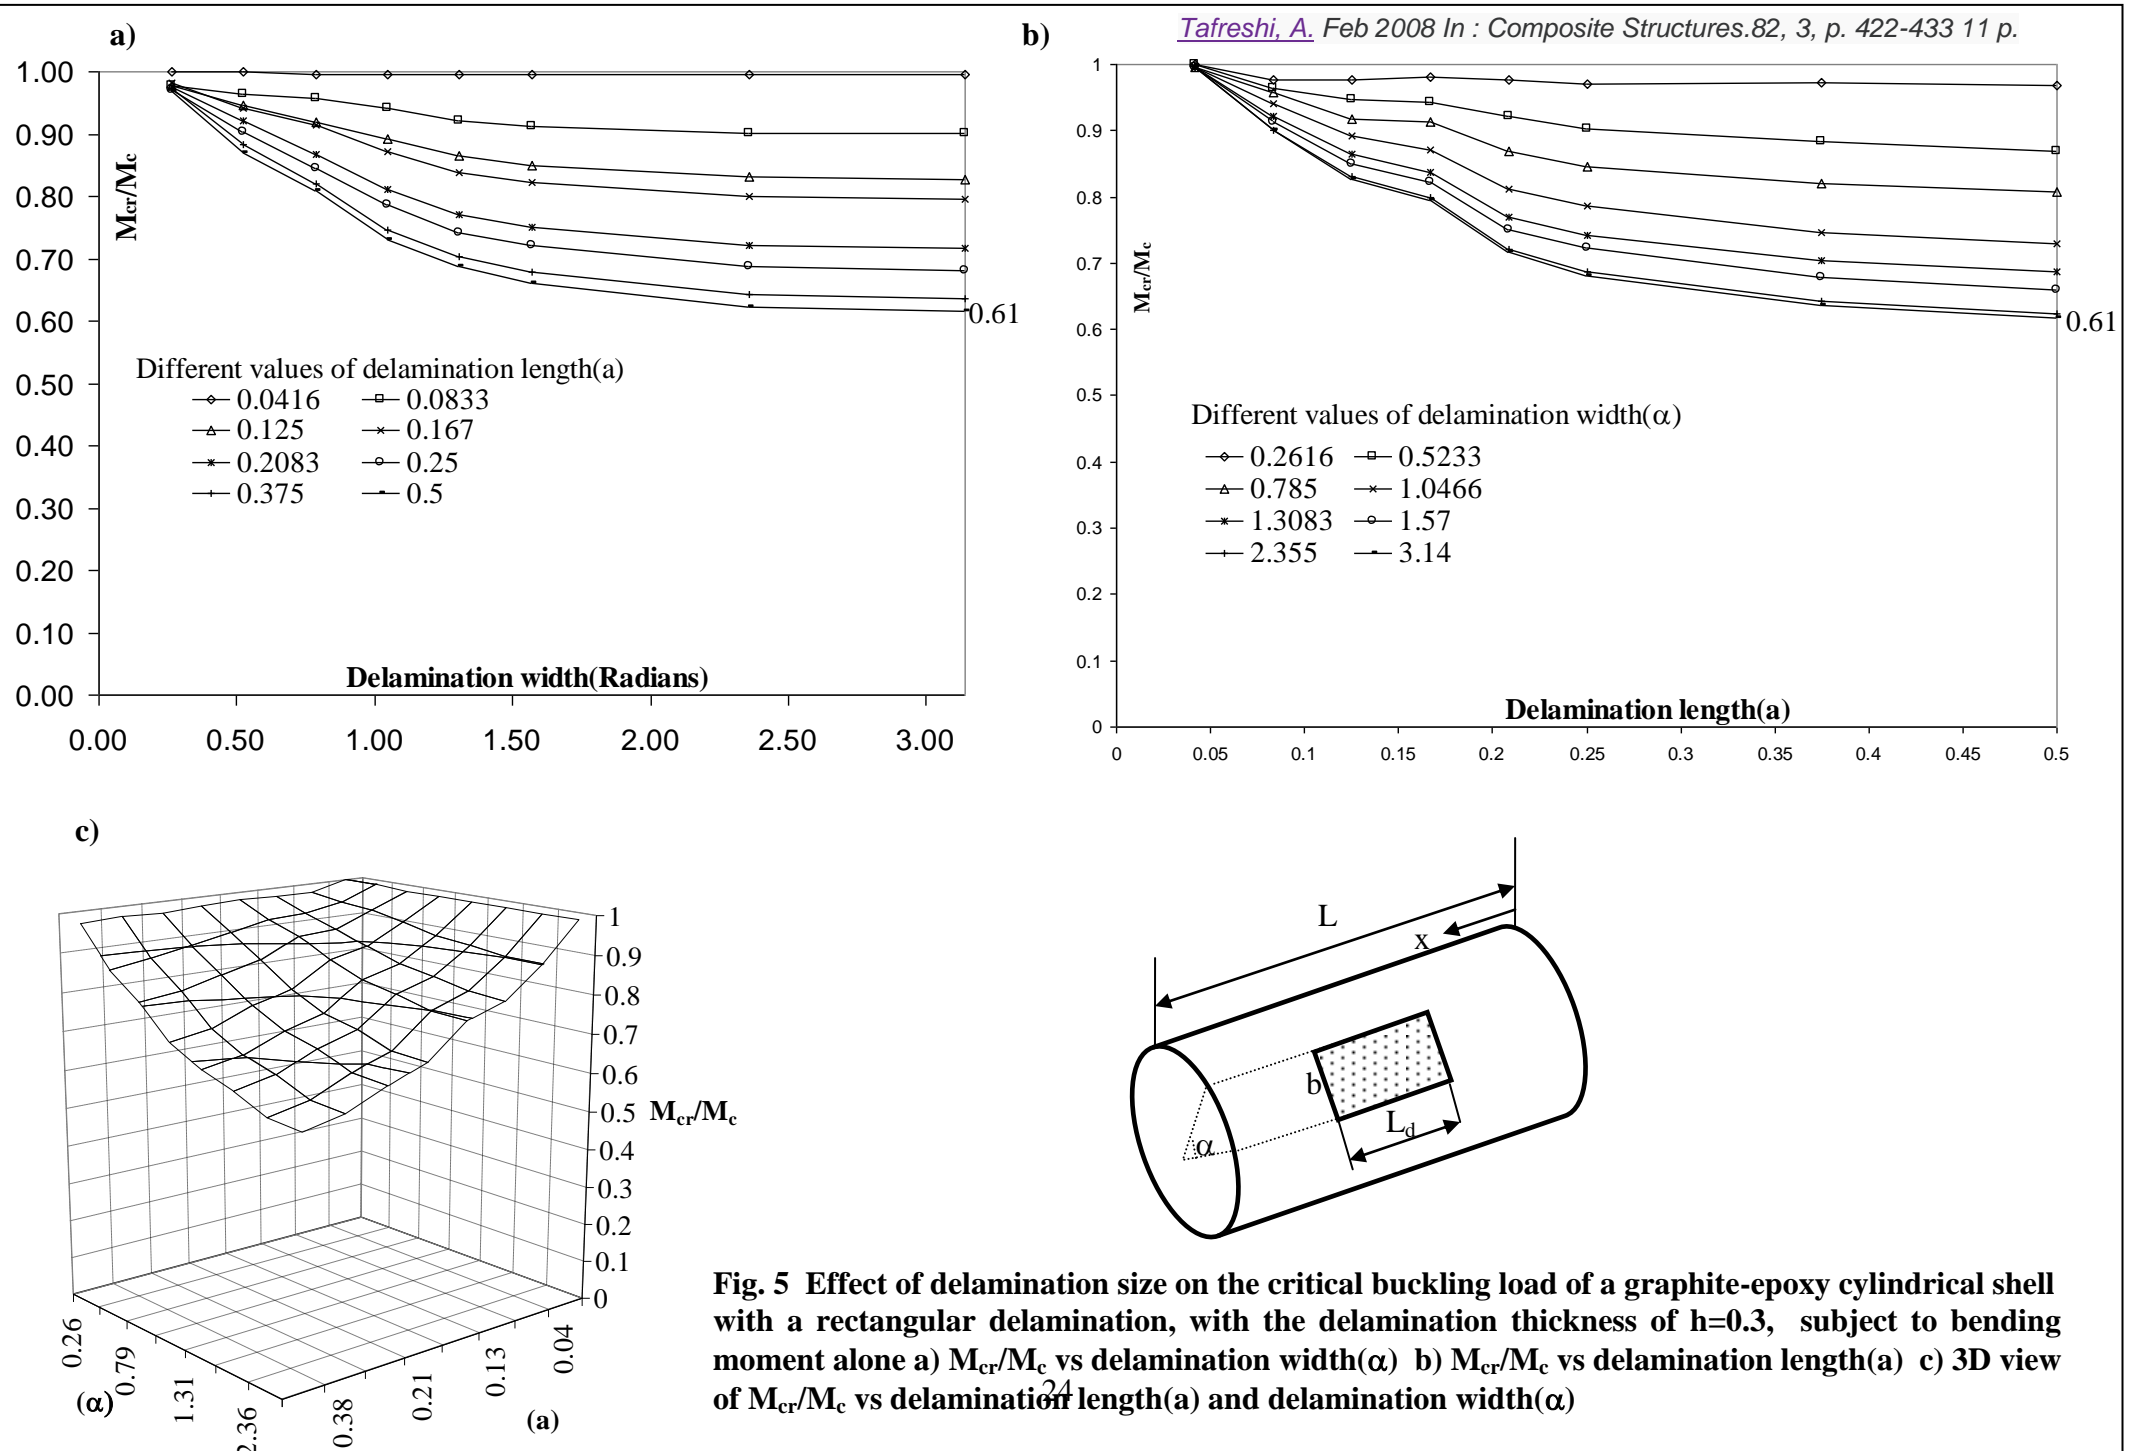 a)
Tafreshi, A. Feb 2008 In : Composite Structures.82, 3, p. 422-433 11 p.
1.00
0.90
0.80
0.70
0.60
0.50
0.40
0.30
0.20
0.10
0.00
Mcr/Mc
0.61
Different values of delamination length(a)
0.0416 0.0833
0.125 0.167
0.2083 0.25
0.375 0.5
Delamination width(Radians)
0.00 0.50 1.00 1.50 2.00 2.50 3.00
b)
1
0.9
0.8
0.7
0.6
0.5
0.4
0.3
0.2
0.1
0
Mcr/Mc
0.61
Different values of delamination width(α)
0.2616 0.5233
0.785 1.0466
1.3083 1.57
2.355 3.14
Delamination length(a)
0 0.05 0.1 0.15 0.2 0.25 0.3 0.35 0.4 0.45 0.5
c)
1
0.9
0.8
0.7
0.6
0.5
0.4
0.3
0.2
0.1
0
Mcr/Mc
0.26
0.79
1.31
2.36
(α)
0.38
0.21
0.13
0.04
(a)
L
x
b
Ld
α
Fig. 5 Effect of delamination size on the critical buckling load of a graphite-epoxy cylindrical shell
with a rectangular delamination, with the delamination thickness of h=0.3, subject to bending
moment alone a) Mcr/Mc vs delamination width(α) b) Mcr/Mc vs delamination length(a) c) 3D view
of Mcr/Mc vs delamination length(a) and delamination width(α)
24